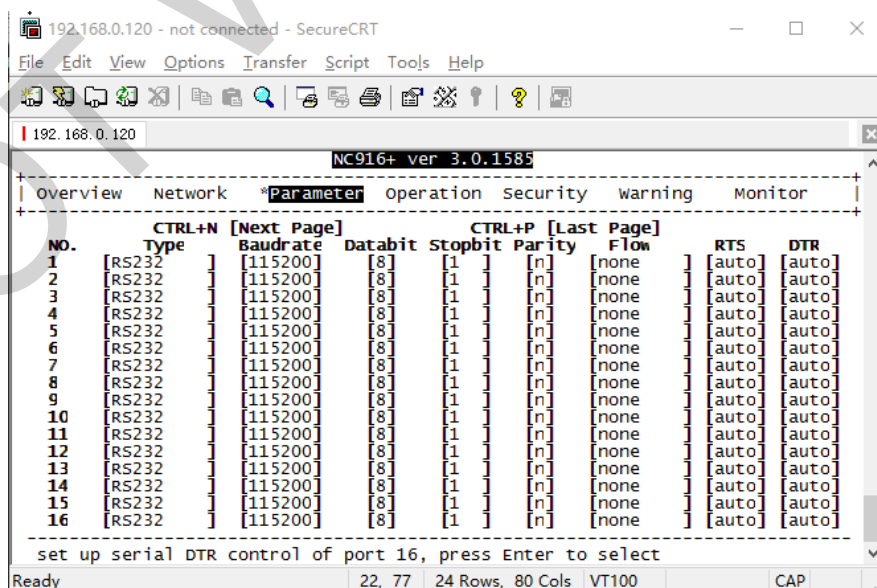 192.168.0.120 - not connected - SecureCRT
File Edit View Options Transfer Script Tools Help
192.168.0.120
NC916+ ver 3.0.1585
Overview Network *Parameter Operation Security Warning Monitor
CTRL+N [Next Page] CTRL+P [Last Page]
NO. Type Baudrate Databit Stopbit Parity Flow RTS DTR
1 [RS232 ] [115200] [8] [1 ] [n] [none ] [auto] [auto]
2 [RS232 ] [115200] [8] [1 ] [n] [none ] [auto] [auto]
3 [RS232 ] [115200] [8] [1 ] [n] [none ] [auto] [auto]
4 [RS232 ] [115200] [8] [1 ] [n] [none ] [auto] [auto]
5 [RS232 ] [115200] [8] [1 ] [n] [none ] [auto] [auto]
6 [RS232 ] [115200] [8] [1 ] [n] [none ] [auto] [auto]
7 [RS232 ] [115200] [8] [1 ] [n] [none ] [auto] [auto]
8 [RS232 ] [115200] [8] [1 ] [n] [none ] [auto] [auto]
9 [RS232 ] [115200] [8] [1 ] [n] [none ] [auto] [auto]
10 [RS232 ] [115200] [8] [1 ] [n] [none ] [auto] [auto]
11 [RS232 ] [115200] [8] [1 ] [n] [none ] [auto] [auto]
12 [RS232 ] [115200] [8] [1 ] [n] [none ] [auto] [auto]
13 [RS232 ] [115200] [8] [1 ] [n] [none ] [auto] [auto]
14 [RS232 ] [115200] [8] [1 ] [n] [none ] [auto] [auto]
15 [RS232 ] [115200] [8] [1 ] [n] [none ] [auto] [auto]
16 [RS232 ] [115200] [8] [1 ] [n] [none ] [auto] [auto]
set up serial DTR control of port 16, press Enter to select
Ready 22, 77 24 Rows, 80 Cols VT100 CAP